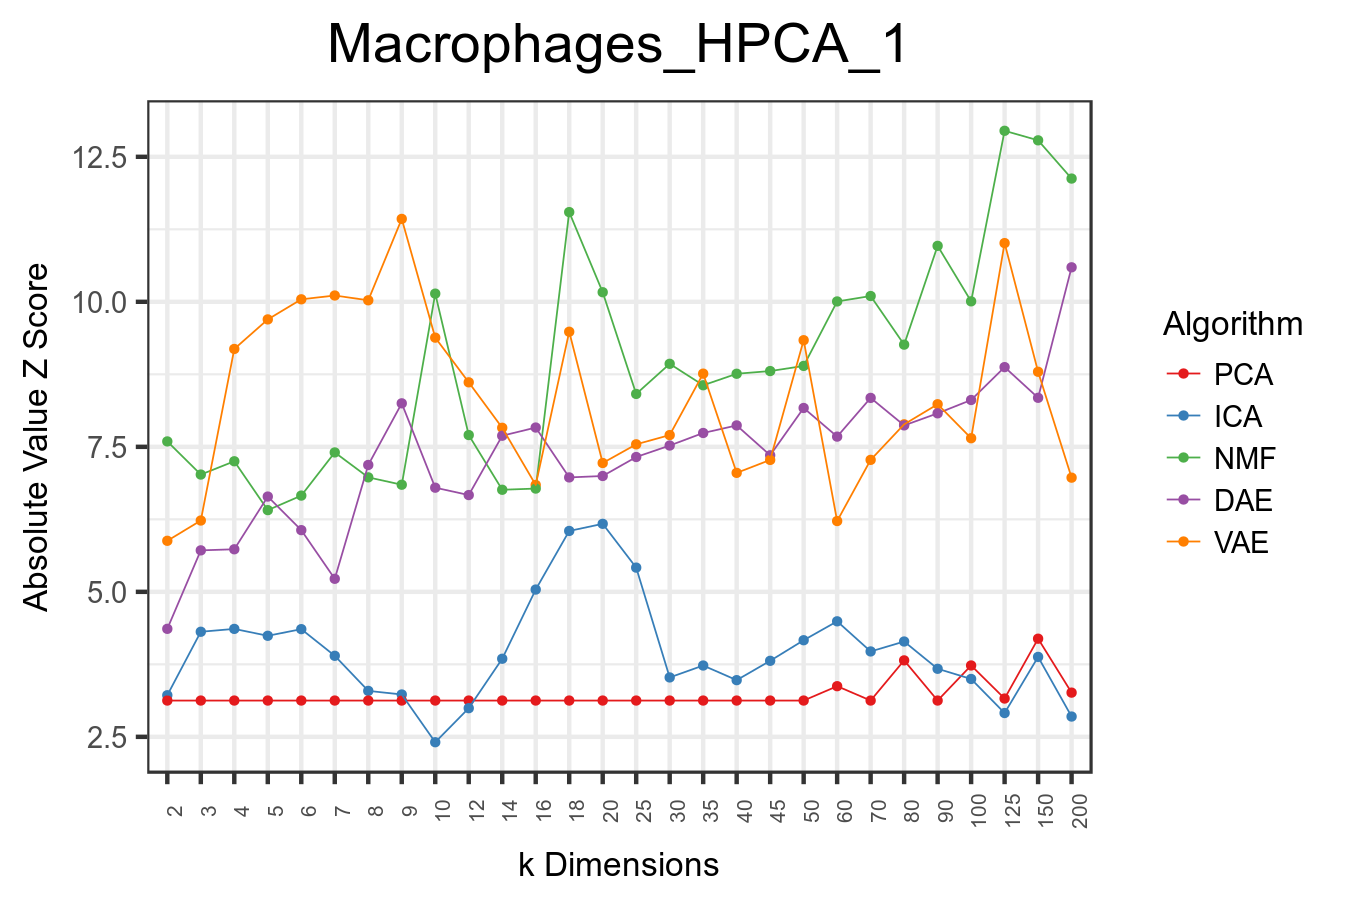 Macrophages_HPCA_1
Absolute Value Z Score
12.5
10.0
7.5
5.0
2.5
2 3 4 5 6 7 8 9 10 12 14 16 18 20 25 30 35 40 45 50 60 70 80 90 100 125 150 200
k Dimensions
Algorithm
PCA
ICA
NMF
DAE
VAE